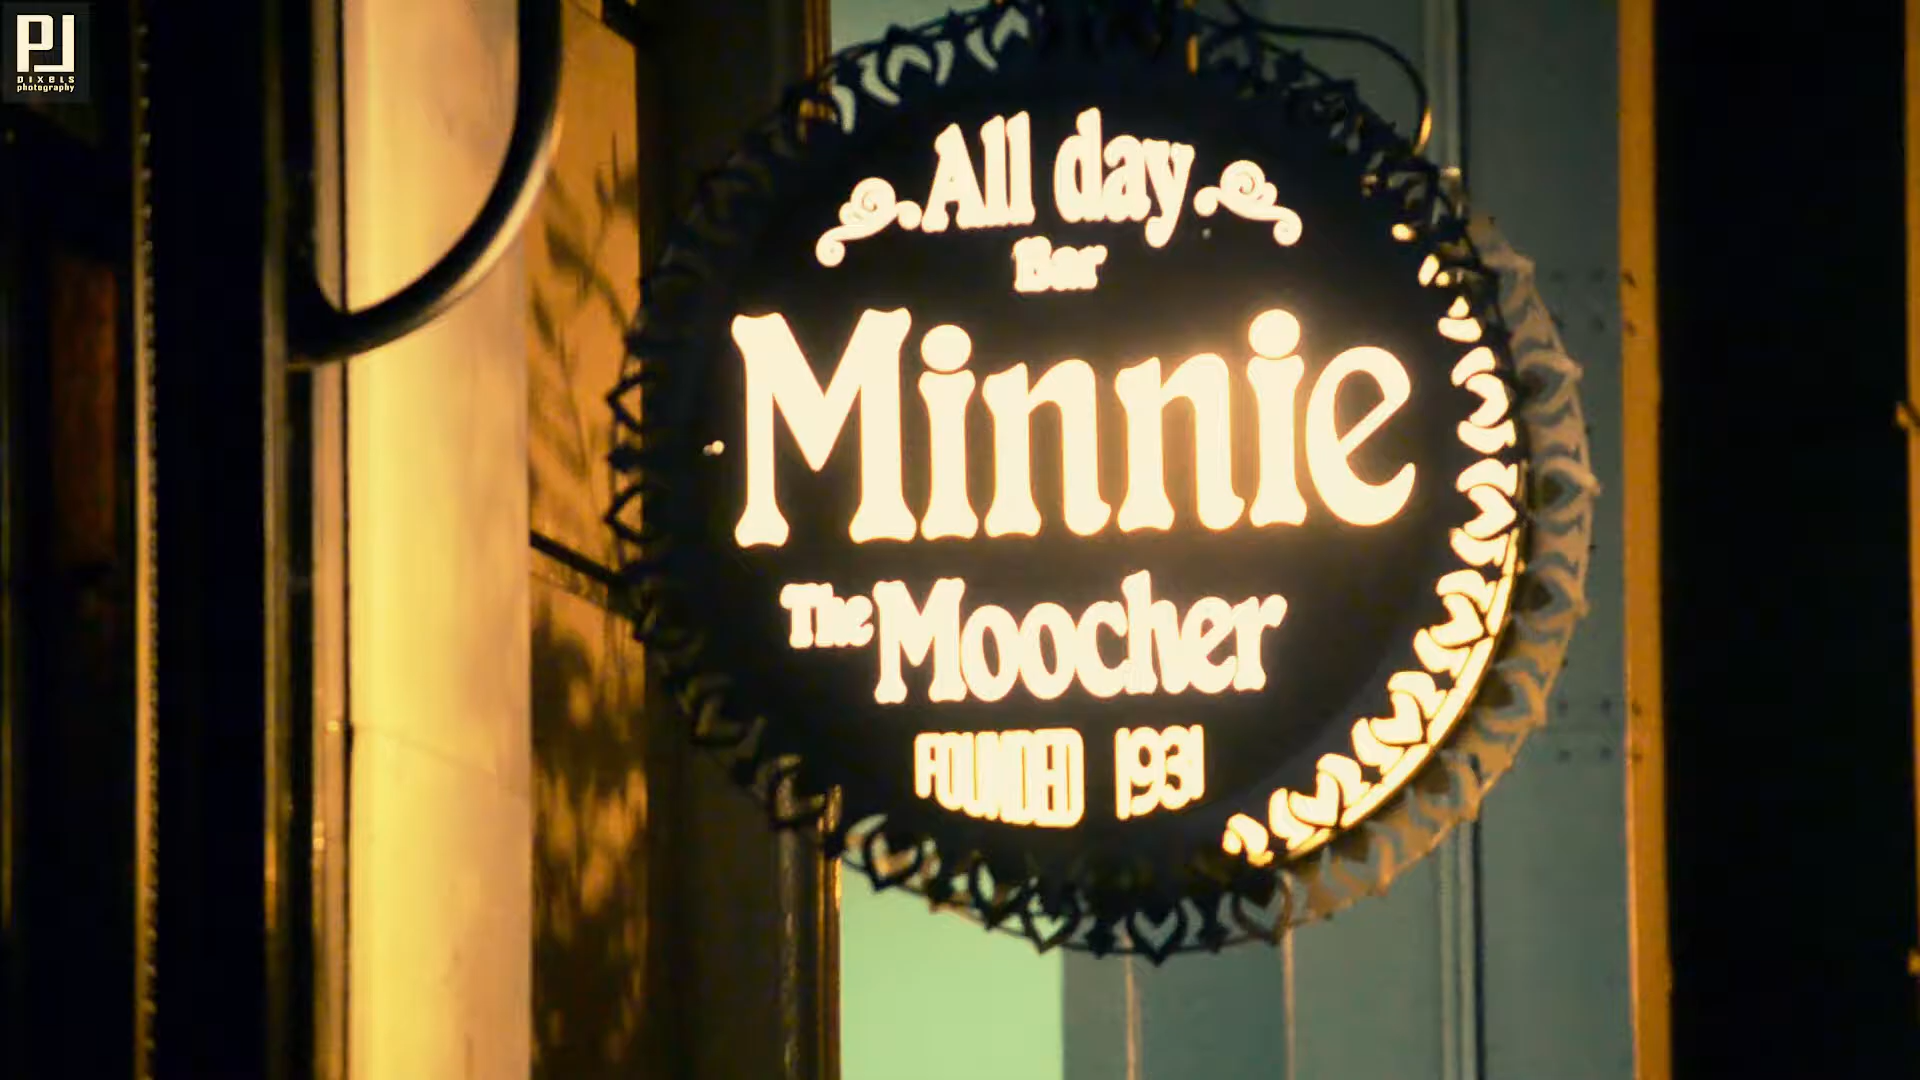 PJ
pixels
photography
All day
Bar
Minnie
The Moocher
FOUNDED 1931